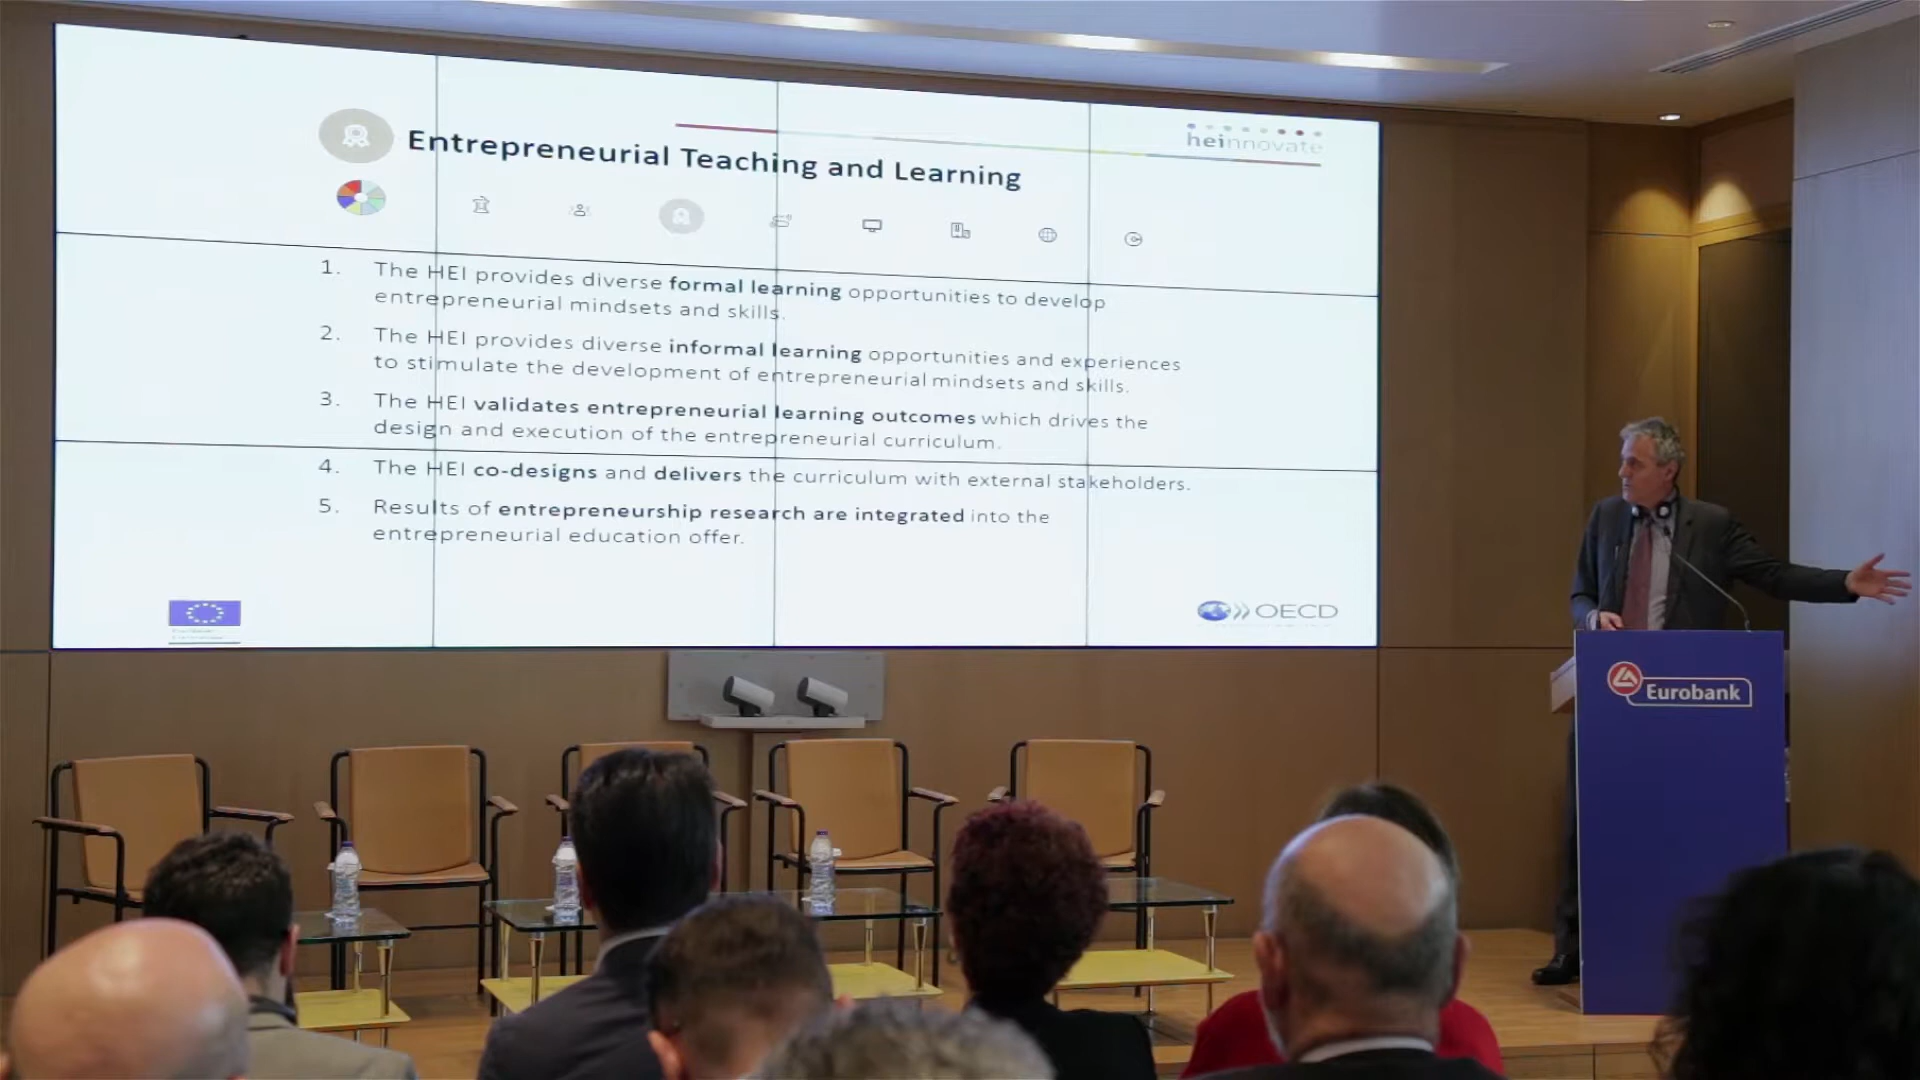 heinnovate
Entrepreneurial Teaching and Learning
1. The HEI provides diverse formal learning opportunities to develop
entrepreneurial mindsets and skills.
2. The HEI provides diverse informal learning opportunities and experiences
to stimulate the development of entrepreneurial mindsets and skills.
3. The HEI validates entrepreneurial learning outcomes which drives the
design and execution of the entrepreneurial curriculum.
4. The HEI co-designs and delivers the curriculum with external stakeholders.
5. Results of entrepreneurship research are integrated into the
entrepreneurial education offer.
OECD
Eurobank